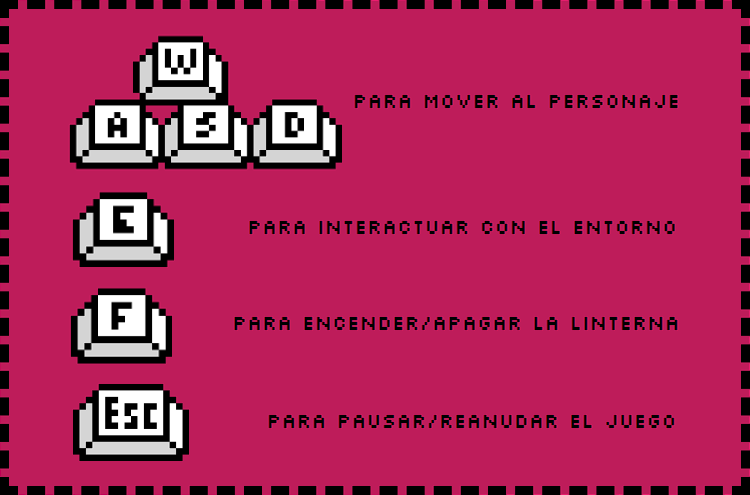 W
A S D PARA MOVER AL PERSONAJE
E PARA INTERACTUAR CON EL ENTORNO
F PARA ENCENDER/APAGAR LA LINTERNA
ESC PARA PAUSAR/REANUDAR EL JUEGO